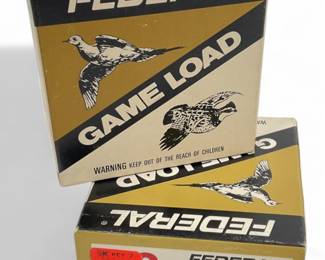 FEDERAL
GAME LOAD
WARNING KEEP OUT OF THE REACH OF CHILDREN
GAME LOAD
FEDERAL